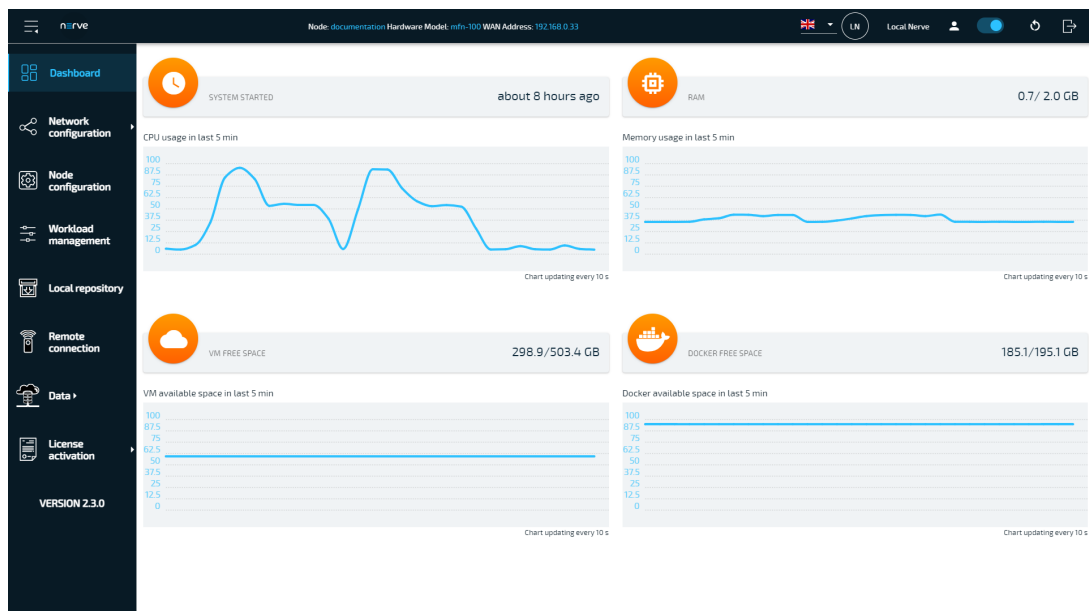 nerve
Node: documentation Hardware Model: mfn-100 WAN Address: 192.168.0.33
LN
Local Nerve
Dashboard
Network
configuration
Node
configuration
Workload
management
Local repository
Remote
connection
Data
License
activation
VERSION 2.3.0
SYSTEM STARTED
about 8 hours ago
CPU usage in last 5 min
100
87.5
75
62.5
50
37.5
25
12.5
0
Chart updating every 10 s
RAM
0.7/ 2.0 GB
Memory usage in last 5 min
100
87.5
75
62.5
50
37.5
25
12.5
0
Chart updating every 10 s
VM FREE SPACE
298.9/503.4 GB
VM available space in last 5 min
100
87.5
75
62.5
50
37.5
25
12.5
0
Chart updating every 10 s
DOCKER FREE SPACE
185.1/195.1 GB
Docker available space in last 5 min
100
87.5
75
62.5
50
37.5
25
12.5
0
Chart updating every 10 s